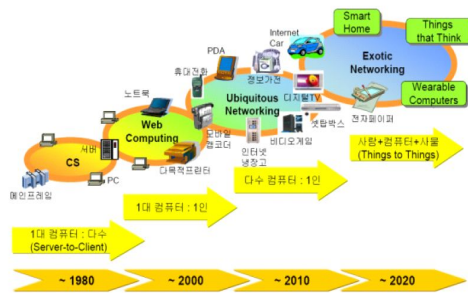 Smart
Home
Things
that Think
Internet
Car
Exotic
Networking
Wearable
Computers
PDA
정보가전
노트북
휴대전화
Ubiquitous
Networking
디지털TV
셋탑박스
전자페이퍼
Web
Computing
모바일
캠코더
비디오게임
인터넷
냉장고
서버
CS
다목적프린터
PC
메인프레임
사람+컴퓨터+사물
(Things to Things)
다수 컴퓨터 : 1인
1대 컴퓨터 : 1인
1대 컴퓨터 : 다수
(Server-to-Client)
~ 1980
~ 2000
~ 2010
~ 2020